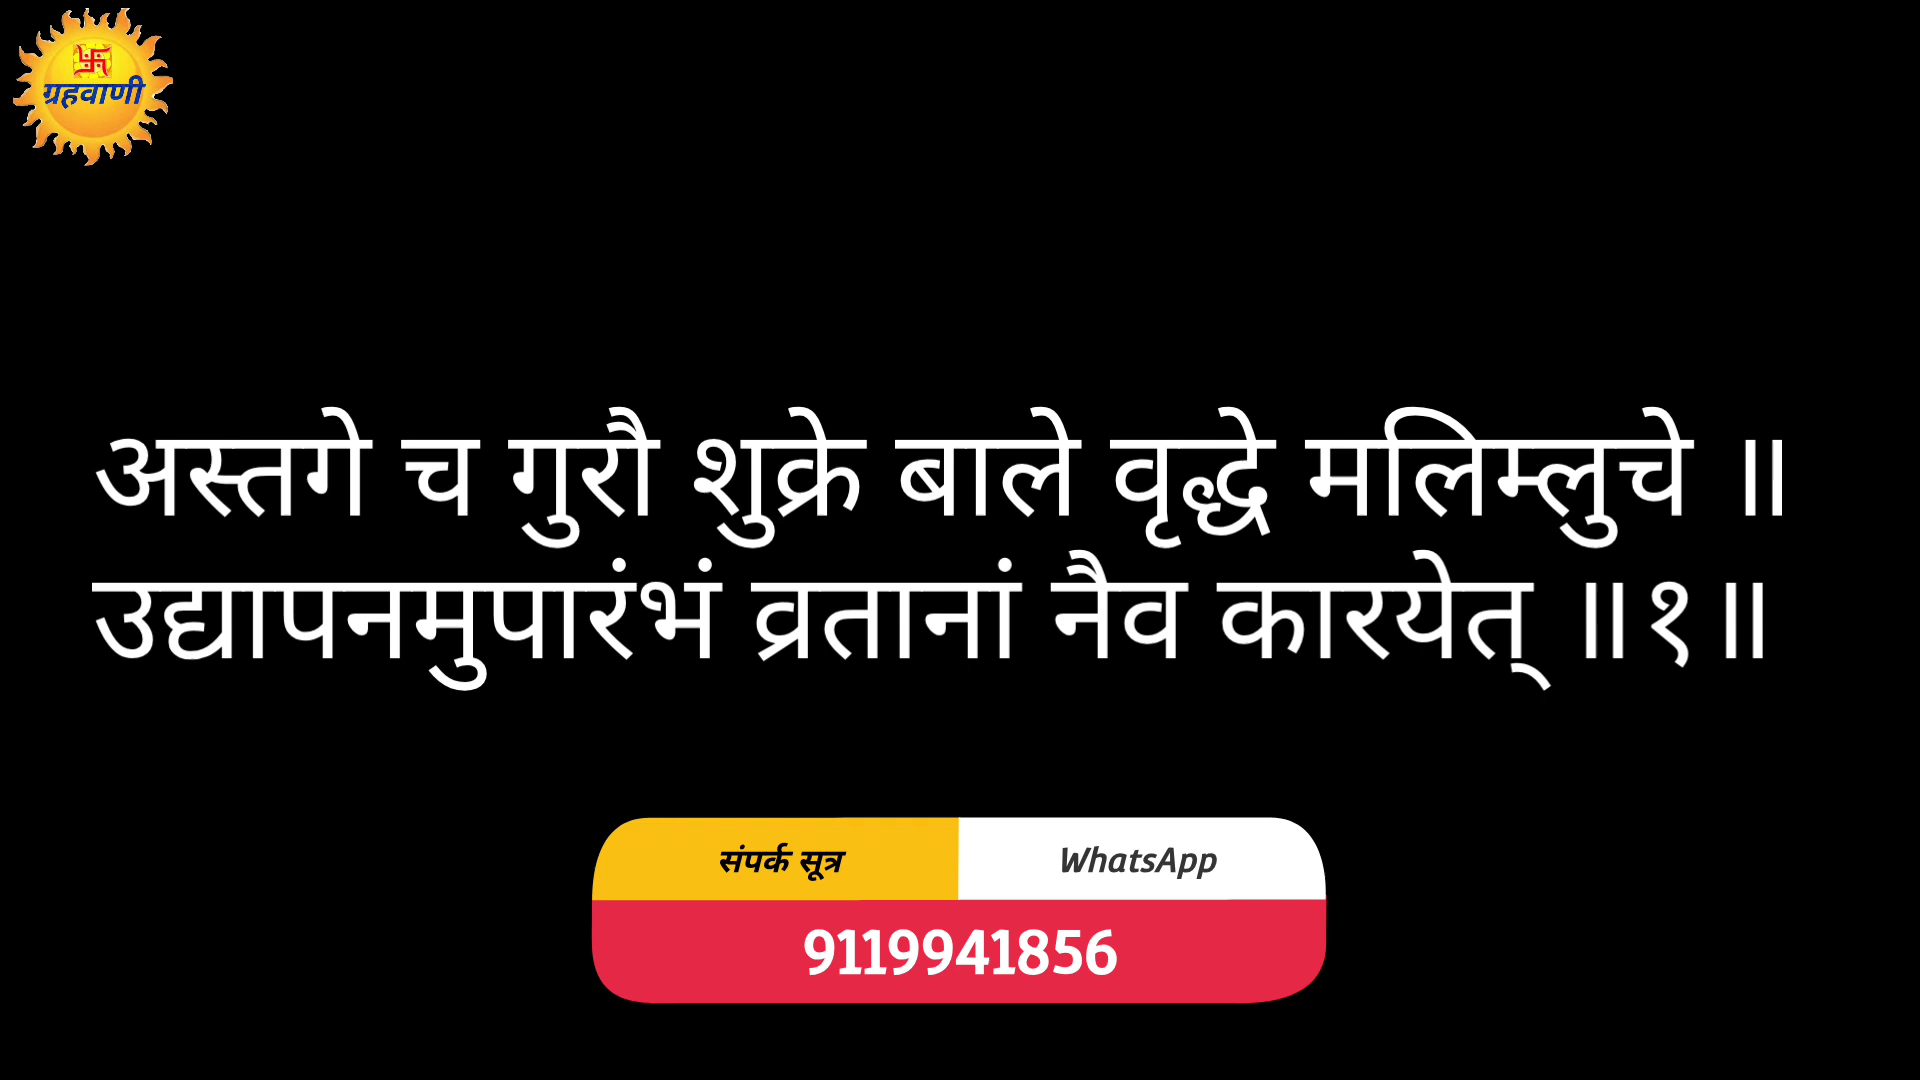 ग्रहवाणी
अस्तगे च गुरौ शुक्रे बाले वृद्धे मलिम्लुचे ॥
उद्यापनमुपारंभं व्रतानां नैव कारयेत् ॥१॥
संपर्क सूत्र WhatsApp
9119941856